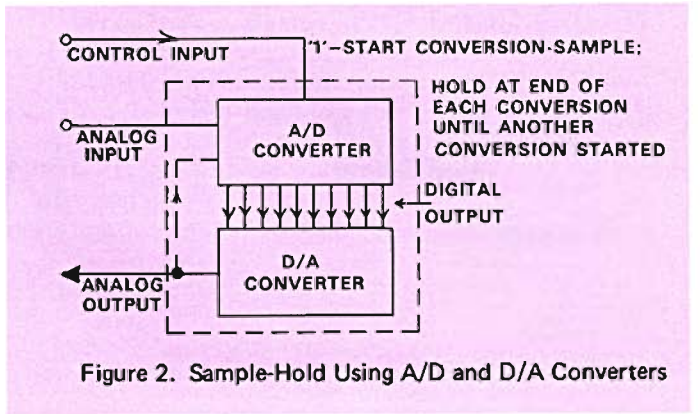 CONTROL INPUT
'1'-START CONVERSION-SAMPLE;
HOLD AT END OF
EACH CONVERSION
UNTIL ANOTHER
CONVERSION STARTED
ANALOG
INPUT
A/D
CONVERTER
DIGITAL
OUTPUT
D/A
CONVERTER
ANALOG
OUTPUT
Figure 2. Sample-Hold Using A/D and D/A Converters